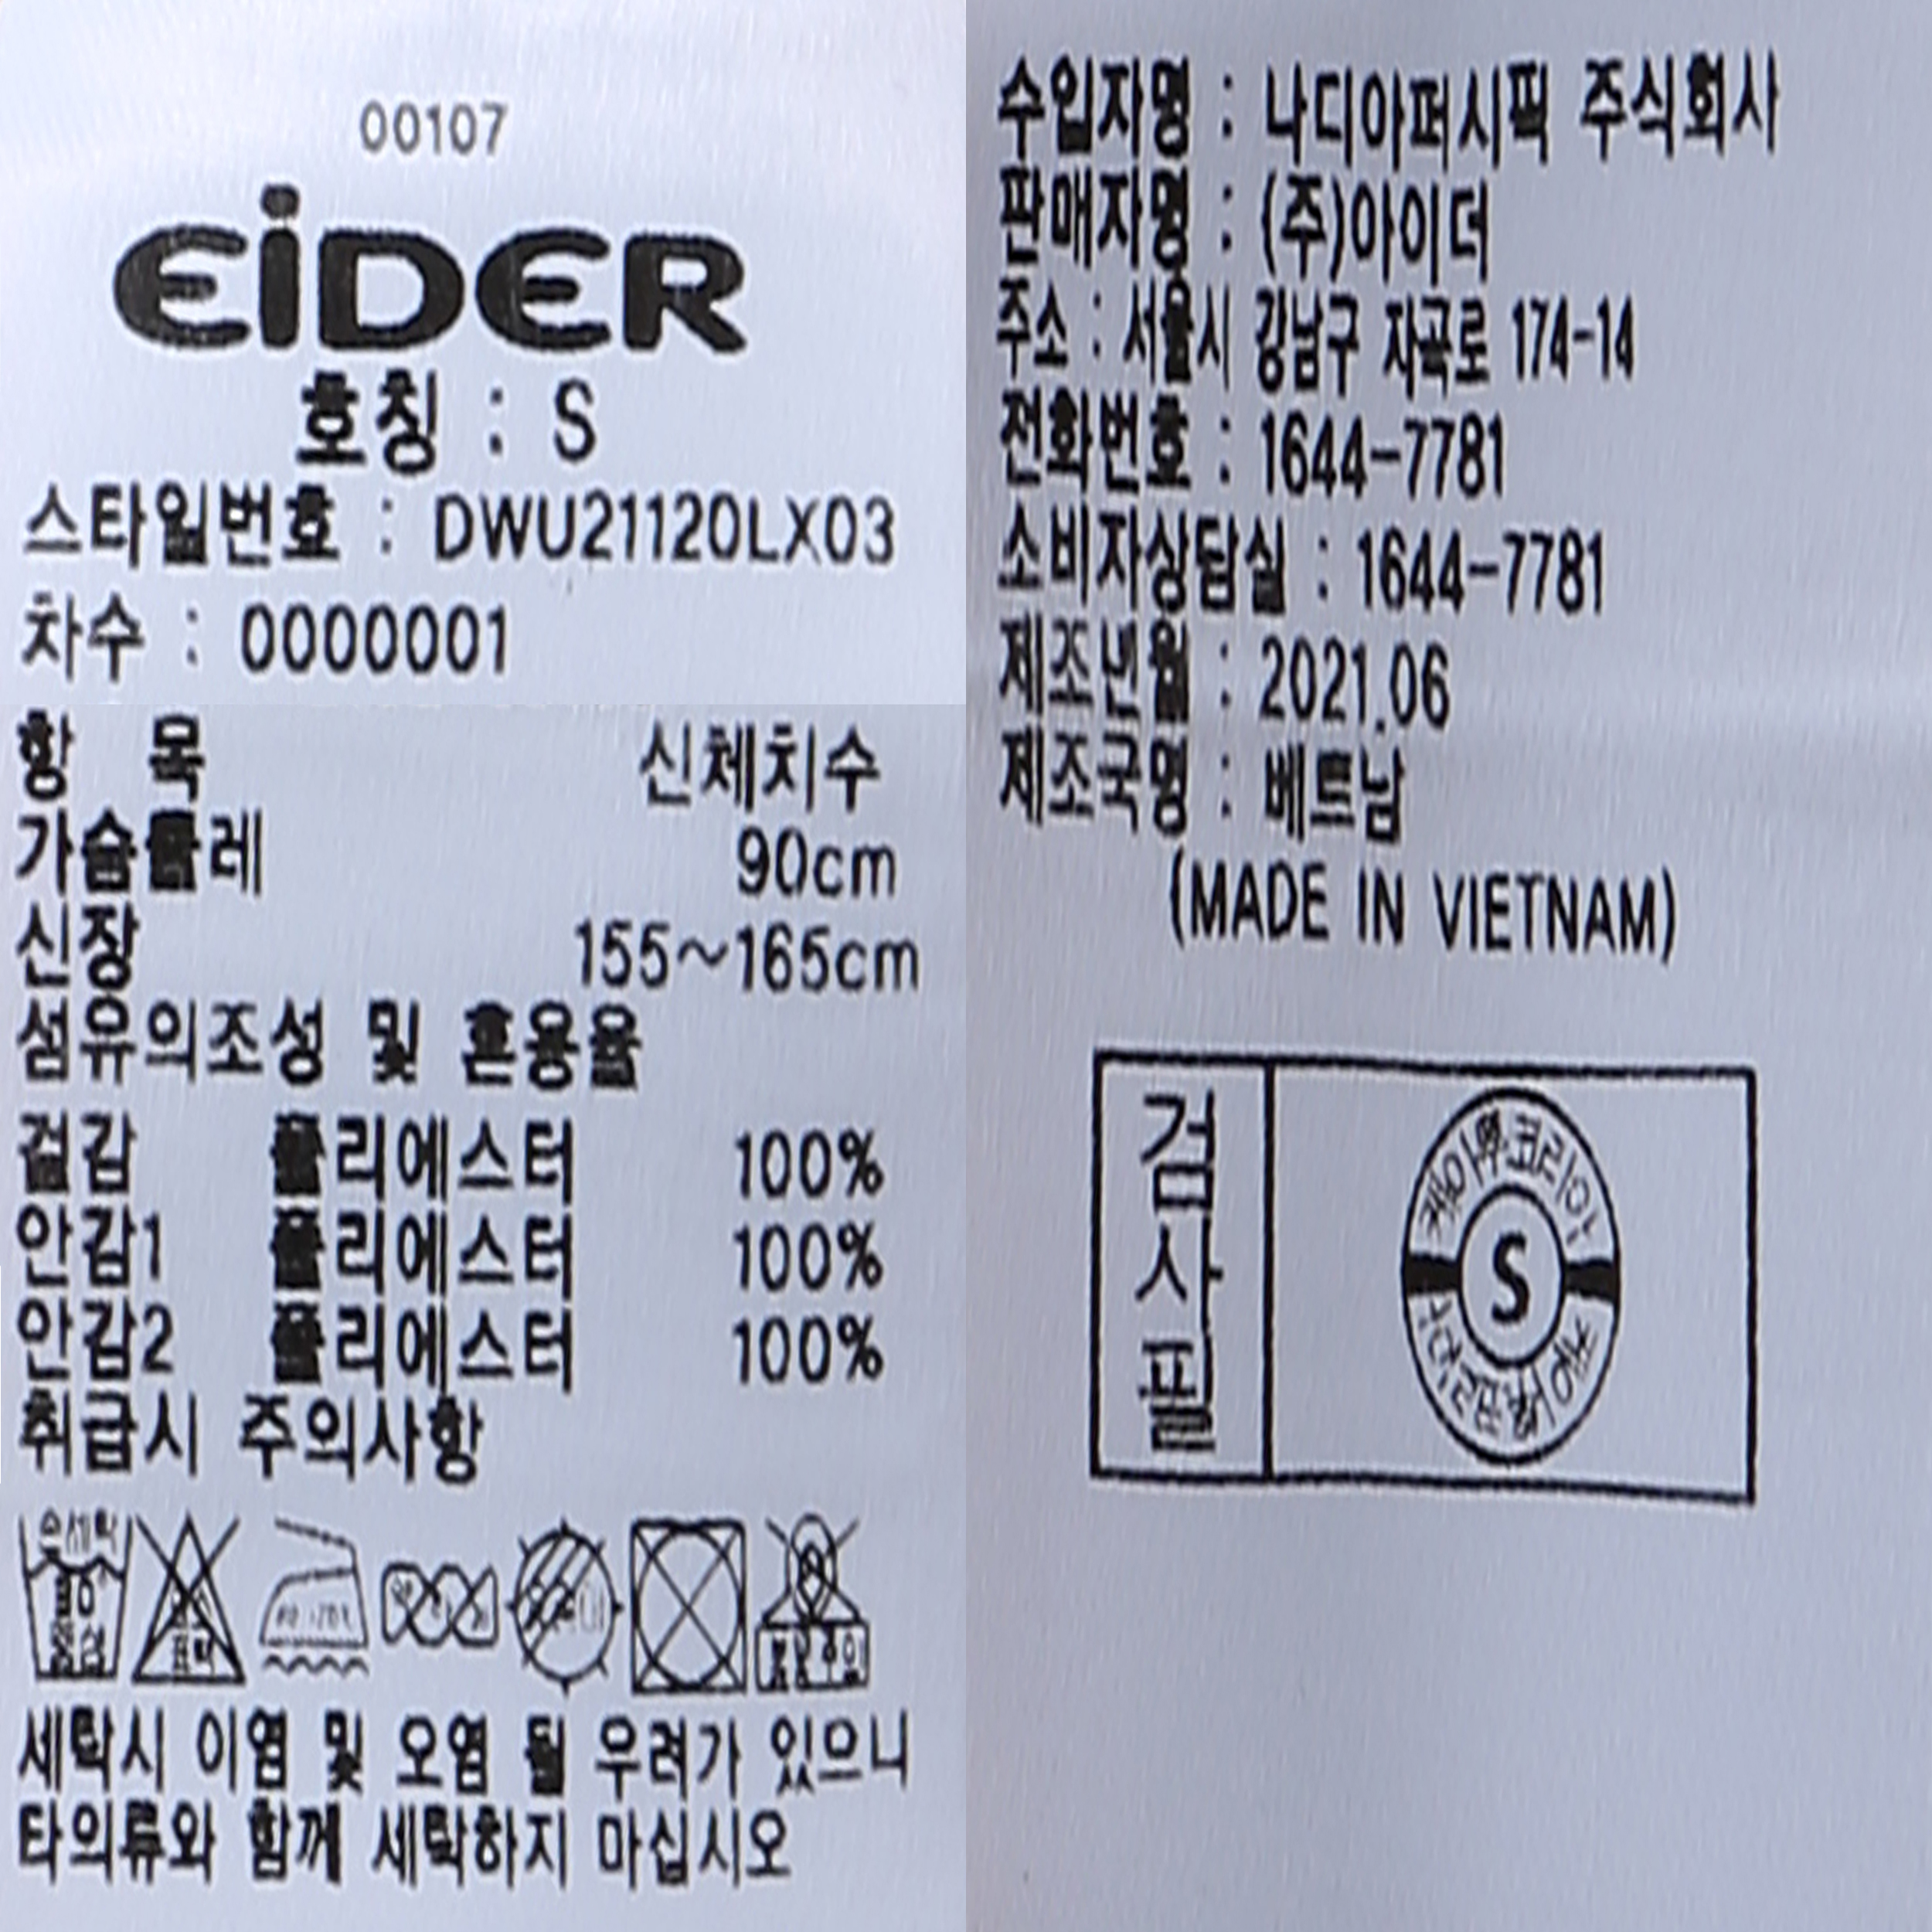 00107
EiDER
호칭 : S
스타일번호 : DWU21120LX03
차수 : 0000001
항 목 신체치수
가슴둘레 90cm
신장 155~165cm
섬유의조성 및 혼용율
겉감 폴리에스터 100%
안감1 폴리에스터 100%
안감2 폴리에스터 100%
취급시 주의사항
손세탁
중성
표백
세탁시 이염 및 오염 될 우려가 있으니
타의류와 함께 세탁하지 마십시오
수입자명 : 나디아퍼시픽 주식회사
판매자명 : (주)아이더
주소 : 서울시 강남구 자곡로 174-14
전화번호 : 1644-7781
소비자상담실 : 1644-7781
제조년월 : 2021.06
제조국명 : 베트남
(MADE IN VIETNAM)
검사필
S